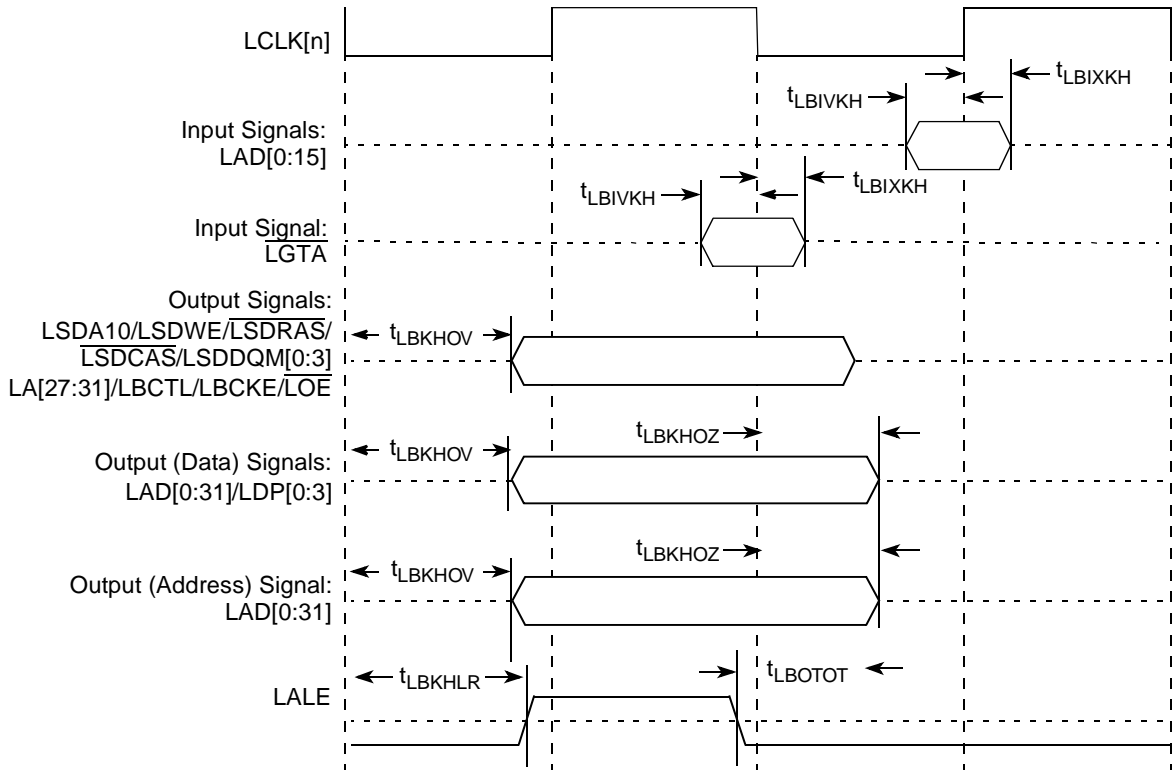 LCLK[n]
tLBIXKH
tLBIVKH
Input Signals:
LAD[0:15]
tLBIVKH
tLBIXKH
Input Signal:
LGTA
Output Signals:
LSDA10/LSDWE/LSDRAS/
LSDCAS/LSDDQM[0:3]
LA[27:31]/LBCTL/LBCKE/LOE
tLBKHOV
tLBKHOZ
tLBKHOV
Output (Data) Signals:
LAD[0:31]/LDP[0:3]
tLBKHOZ
tLBKHOV
Output (Address) Signal:
LAD[0:31]
tLBKHLR
tLBOTOT
LALE